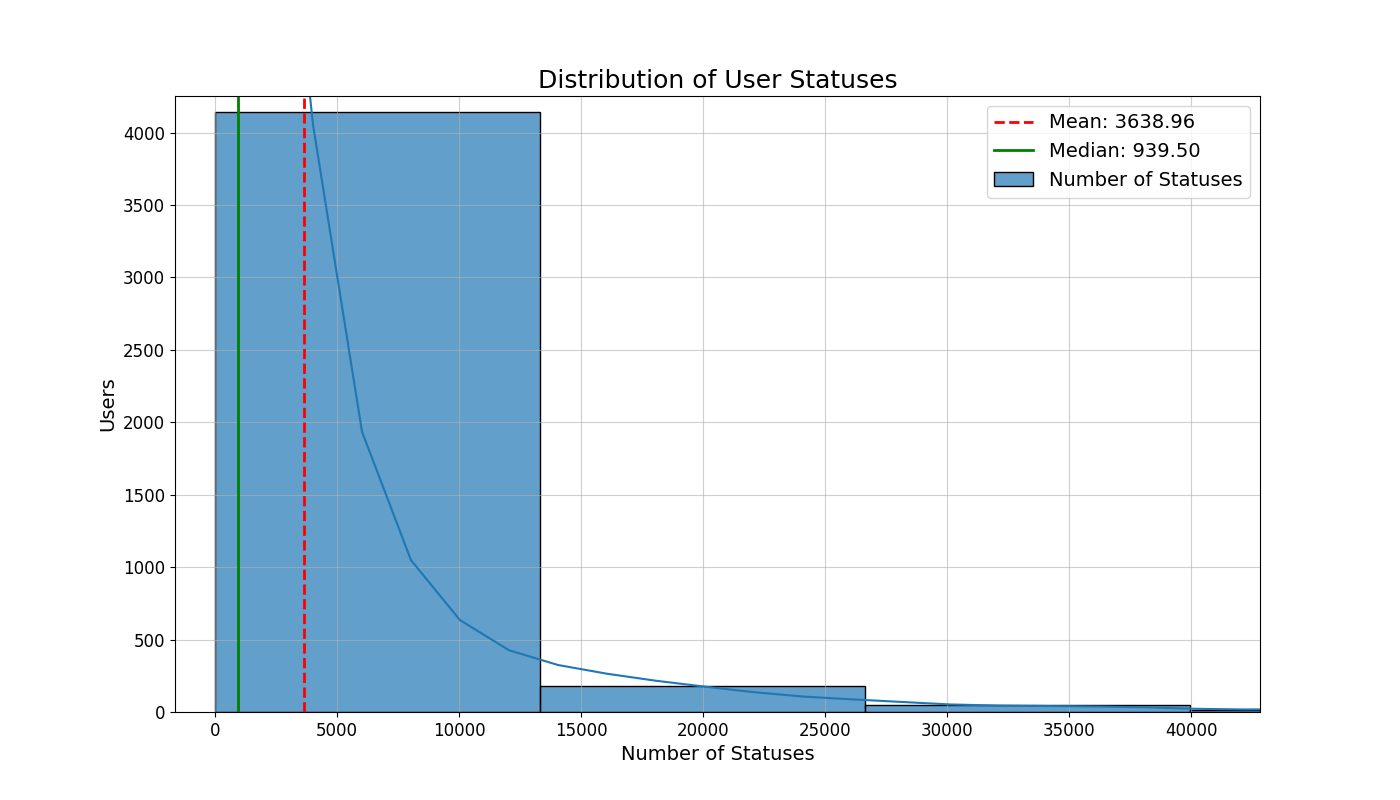 Distribution of User Statuses
Mean: 3638.96
Median: 939.50
Number of Statuses
4000
3500
3000
2500
2000
1500
1000
500
0
Users
0 5000 10000 15000 20000 25000 30000 35000 40000
Number of Statuses